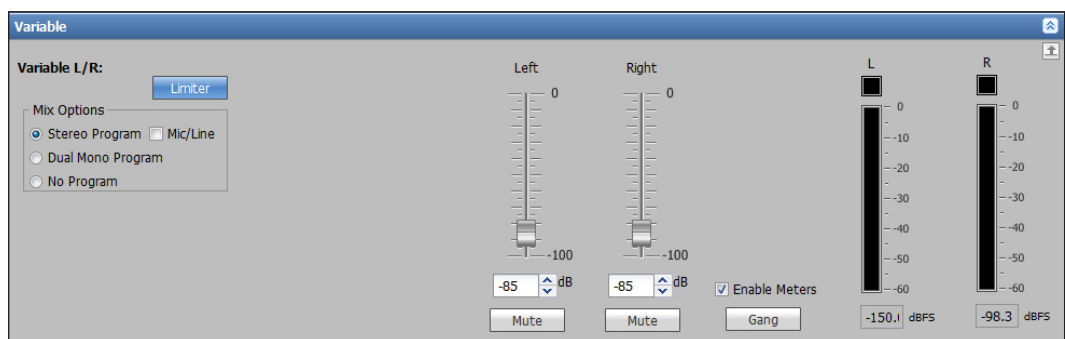 Variable
Variable L/R:
Limiter
Mix Options
Stereo Program Mic/Line
Dual Mono Program
No Program
Left Right
0 0
-100 -100
-85 dB -85 dB
Mute Mute
Enable Meters
Gang
L R
0 0
-10 -10
-20 -20
-30 -30
-40 -40
-50 -50
-60 -60
-150. dBFS -98.3 dBFS